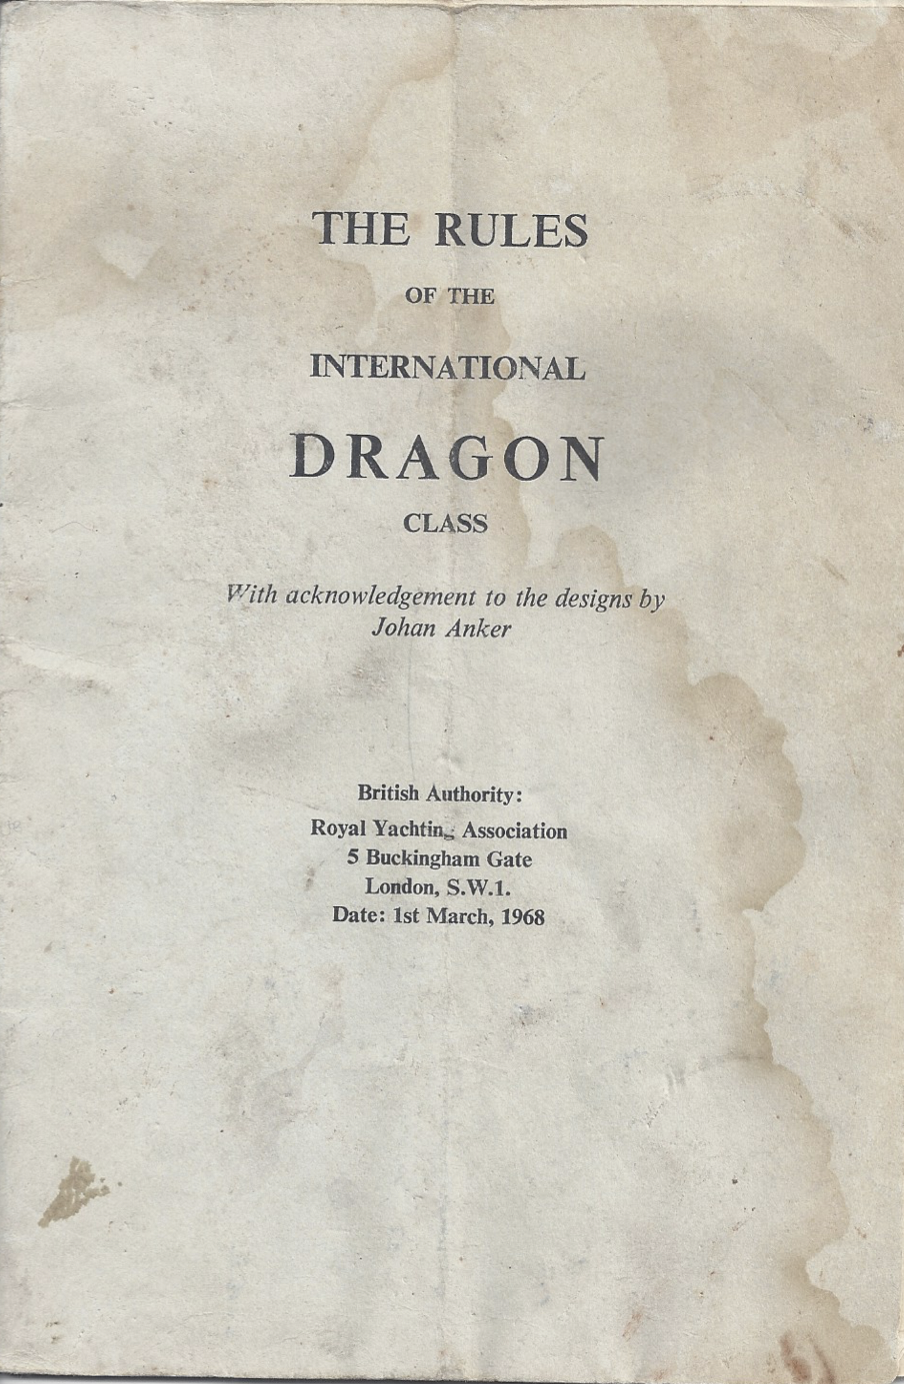 THE RULES
OF THE
INTERNATIONAL
DRAGON
CLASS
With acknowledgement to the designs by
Johan Anker
British Authority:
Royal Yachting Association
5 Buckingham Gate
London, S.W.1.
Date: 1st March, 1968